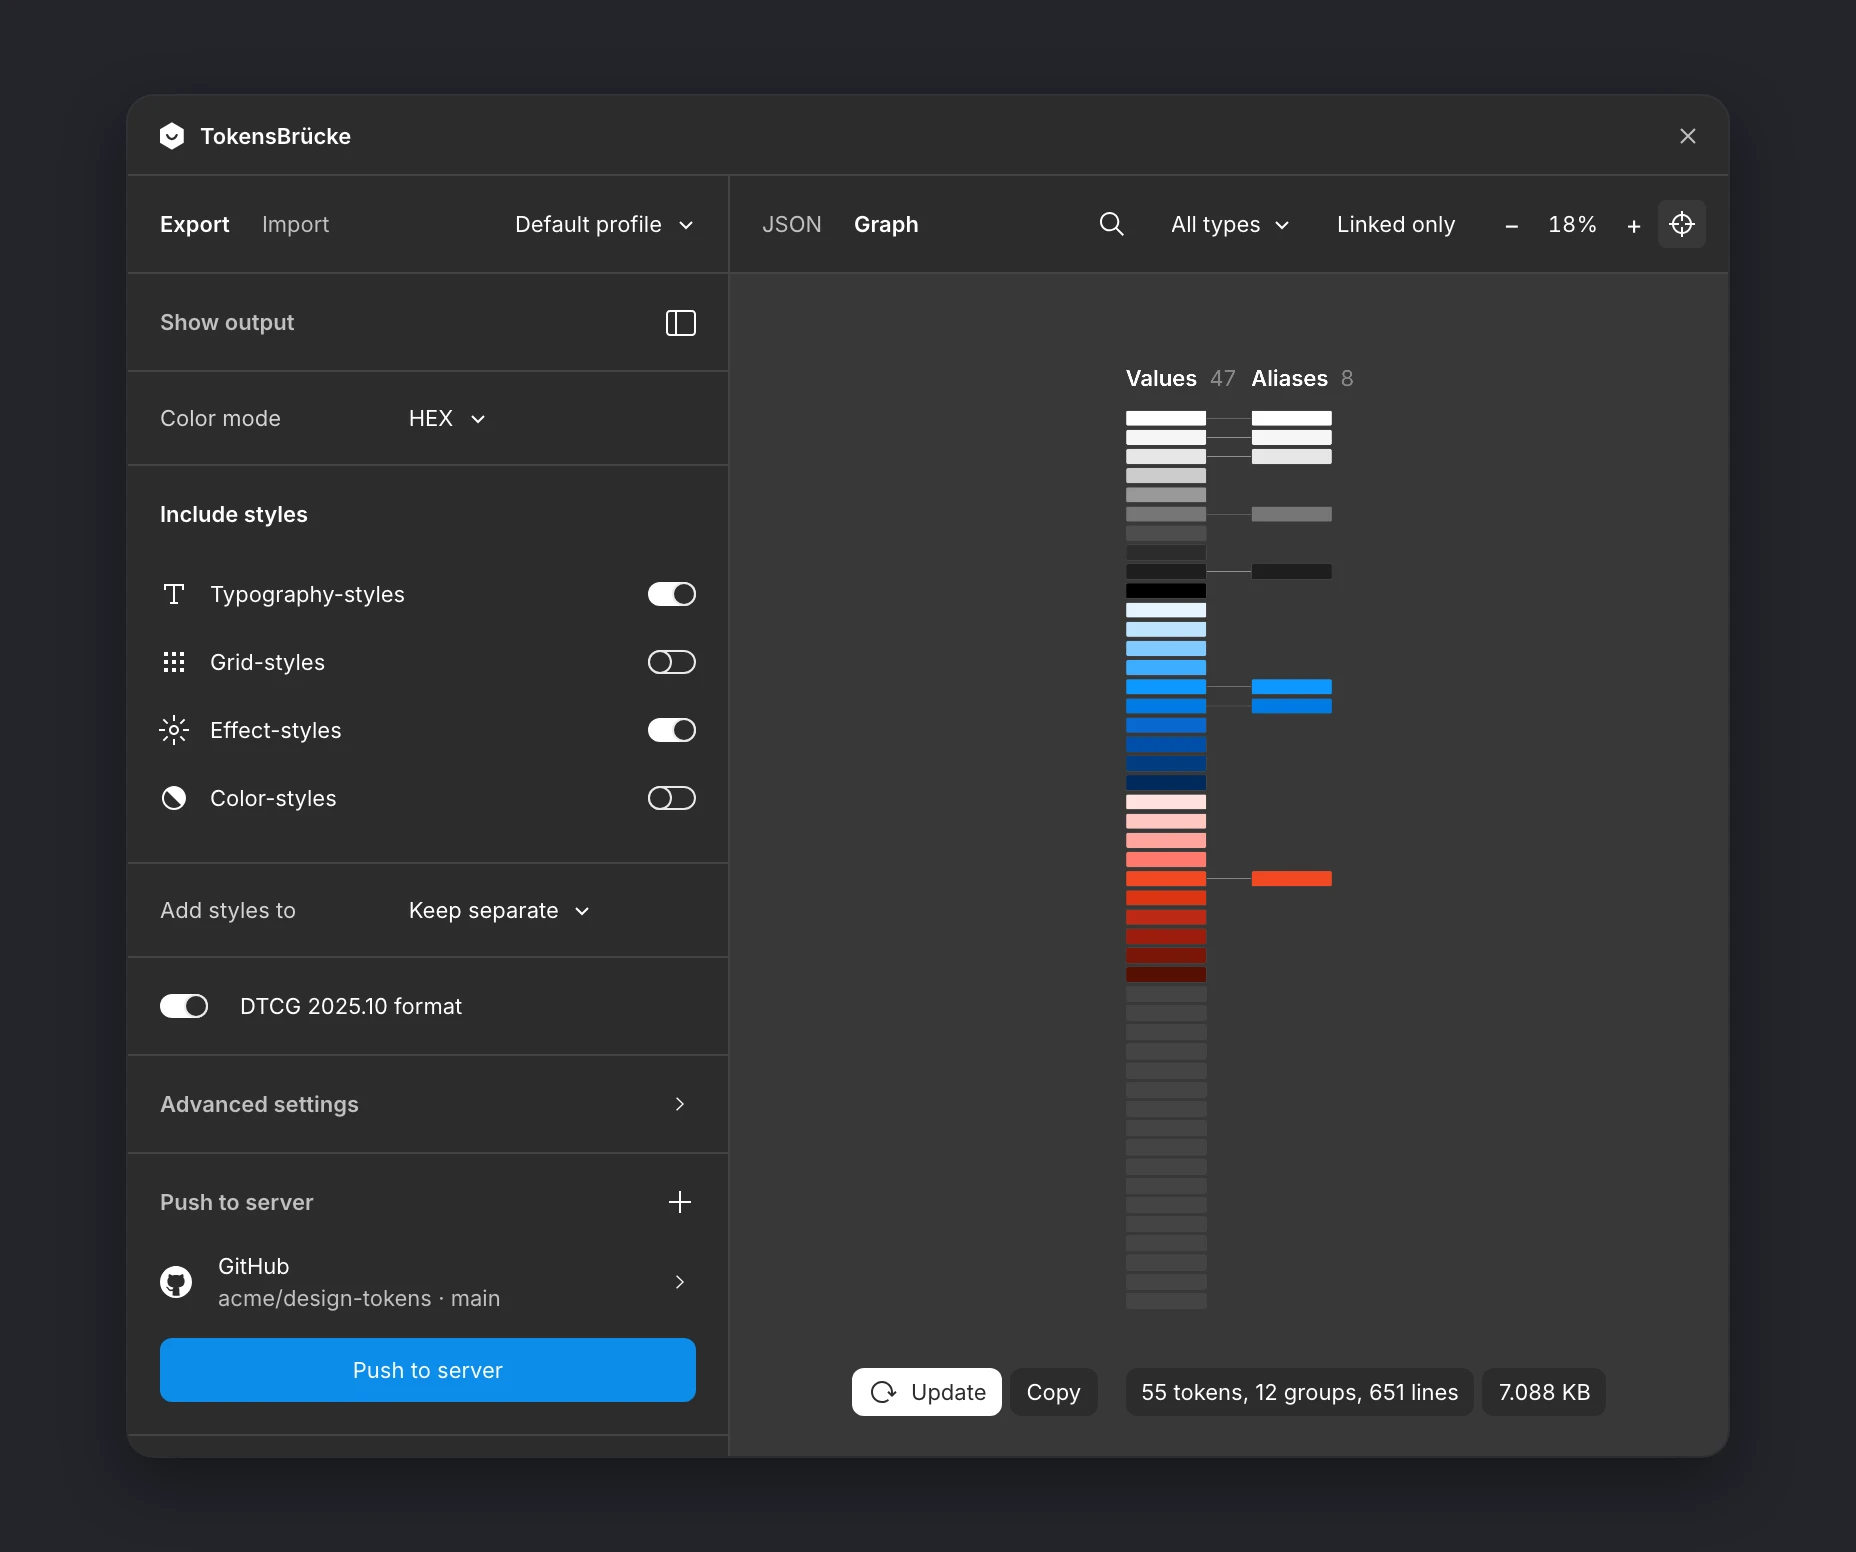 TokensBrücke
Export Import Default profile
JSON Graph All types Linked only – 18% +
Show output
Color mode HEX
Include styles
Typography-styles
Grid-styles
Effect-styles
Color-styles
Add styles to Keep separate
DTCG 2025.10 format
Advanced settings
Push to server
GitHub
acme/design-tokens · main
Push to server
Values 47 Aliases 8
Update Copy 55 tokens, 12 groups, 651 lines 7.088 KB